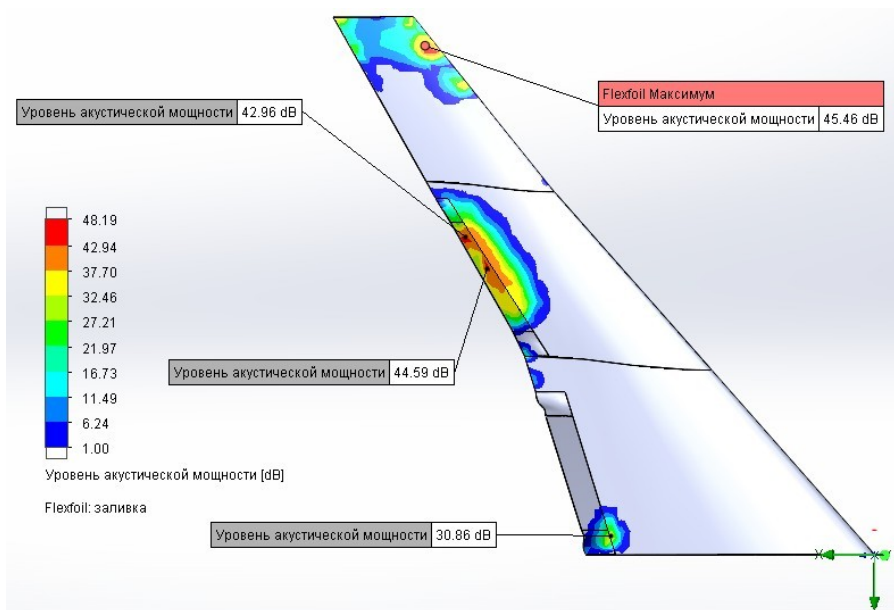 Flexfoil Максимум
Уровень акустической мощности 45.46 dB
Уровень акустической мощности 42.96 dB
48.19
42.94
37.70
32.46
27.21
21.97
16.73
11.49
6.24
1.00
Уровень акустической мощности [dB]
Flexfoil: заливка
Уровень акустической мощности 44.59 dB
Уровень акустической мощности 30.86 dB
X